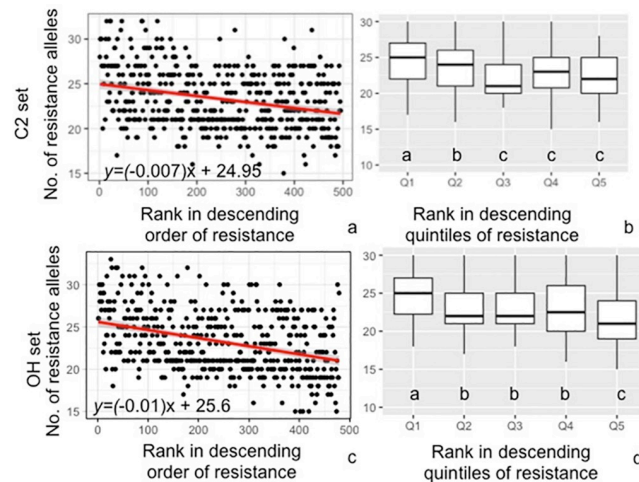 C2 set
No. of resistance alleles
30
25
20
15
y=(-0.007)x + 24.95
0 100 200 300 400 500
Rank in descending
order of resistance
a
30
25
20
15
10
a b c c c
Q1 Q2 Q3 Q4 Q5
Rank in descending
quintiles of resistance
b
OH set
No. of resistance alleles
30
25
20
15
y=(-0.01)x + 25.6
0 100 200 300 400 500
Rank in descending
order of resistance
c
30
25
20
15
10
a b b b c
Q1 Q2 Q3 Q4 Q5
Rank in descending
quintiles of resistance